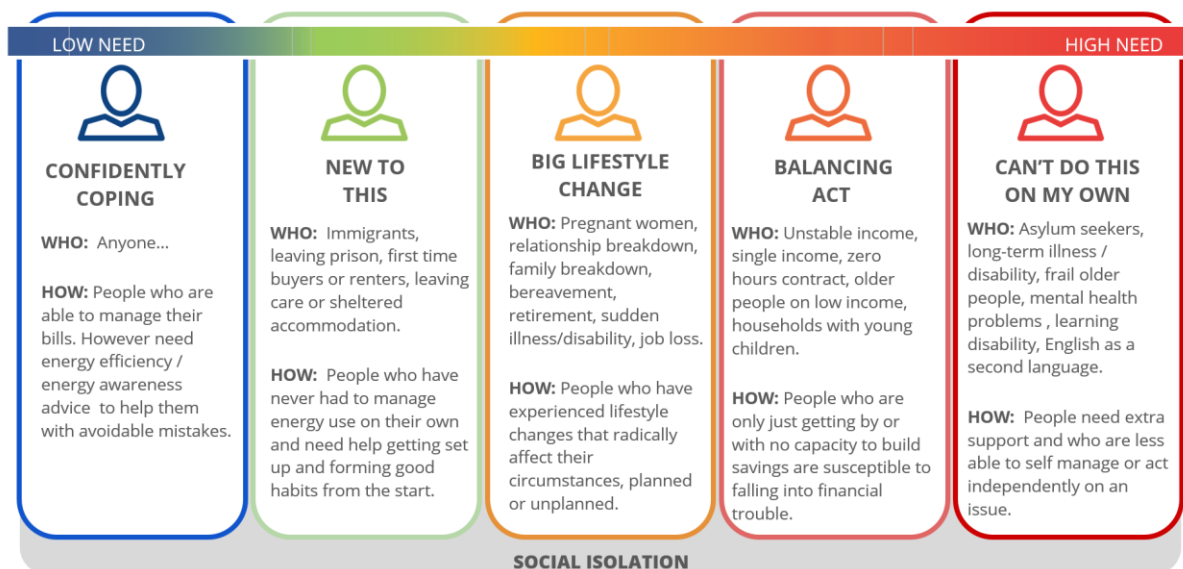 LOW NEED
HIGH NEED
CONFIDENTLY
COPING
WHO: Anyone...
HOW: People who are
able to manage their
bills. However need
energy efficiency /
energy awareness
advice to help them
with avoidable mistakes.
NEW TO
THIS
WHO: Immigrants,
leaving prison, first time
buyers or renters, leaving
care or sheltered
accommodation.
HOW: People who have
never had to manage
energy use on their own
and need help getting set
up and forming good
habits from the start.
BIG LIFESTYLE
CHANGE
WHO: Pregnant women,
relationship breakdown,
family breakdown,
bereavement,
retirement, sudden
illness/disability, job loss.
HOW: People who have
experienced lifestyle
changes that radically
affect their
circumstances, planned
or unplanned.
BALANCING
ACT
WHO: Unstable income,
single income, zero
hours contract, older
people on low income,
households with young
children.
HOW: People who are
only just getting by or
with no capacity to build
savings are susceptible to
falling into financial
trouble.
CAN'T DO THIS
ON MY OWN
WHO: Asylum seekers,
long-term illness /
disability, frail older
people, mental health
problems , learning
disability, English as a
second language.
HOW: People need extra
support and who are less
able to self manage or act
independently on an
issue.
SOCIAL ISOLATION